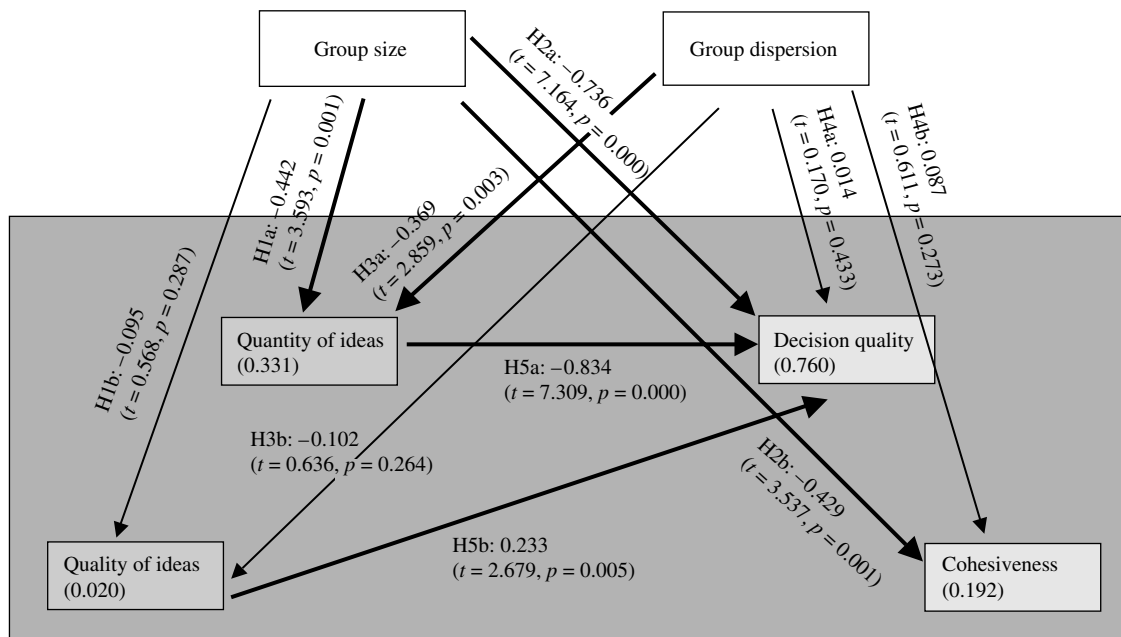 Group size
Group dispersion
H2a: −0.736
(t = 7.164, p = 0.000)
H4a: 0.014
(t = 0.170, p = 0.433)
H4b: 0.087
(t = 0.611, p = 0.273)
H1a: −0.442
(t = 3.593, p = 0.001)
H3a: −0.369
(t = 2.859, p = 0.003)
H1b: −0.095
(t = 0.568, p = 0.287)
Quantity of ideas
(0.331)
Decision quality
(0.760)
H5a: −0.834
(t = 7.309, p = 0.000)
H3b: −0.102
(t = 0.636, p = 0.264)
H2b: −0.429
(t = 3.537, p = 0.001)
H5b: 0.233
(t = 2.679, p = 0.005)
Quality of ideas
(0.020)
Cohesiveness
(0.192)